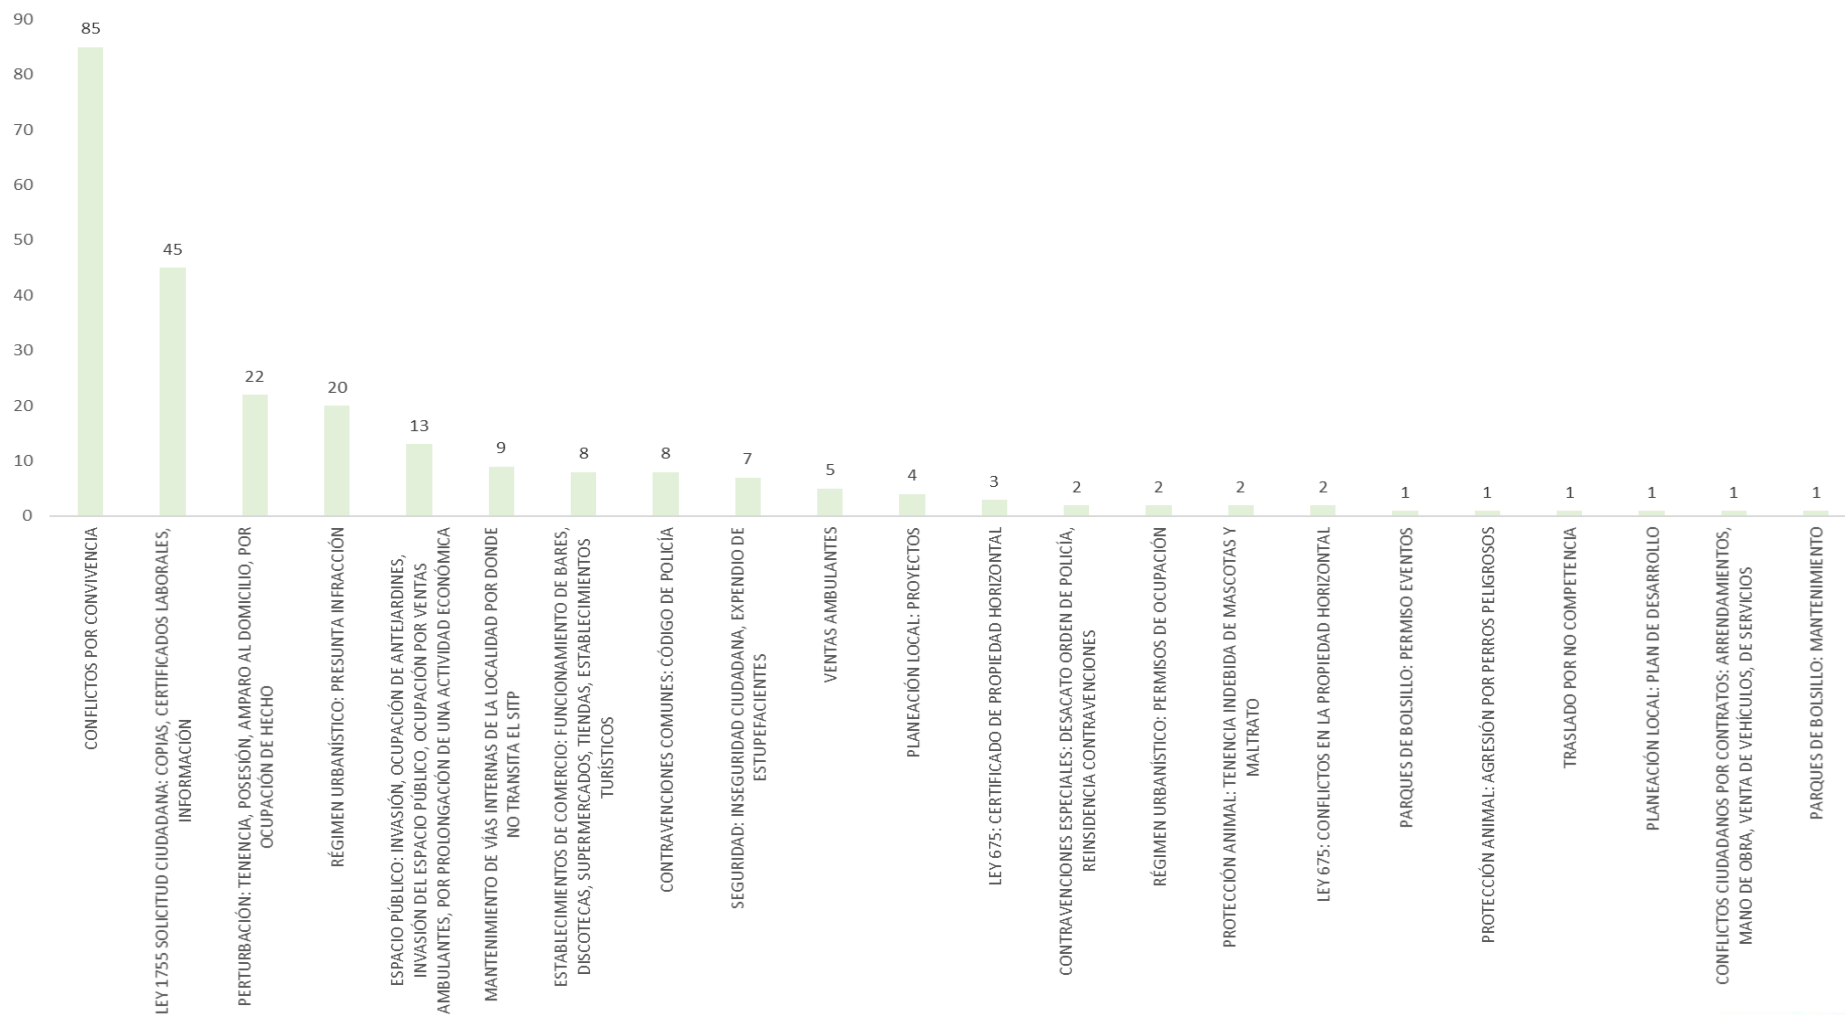 90
80
70
60
50
40
30
20
10
0
85
45
22
20
13
9
8
8
7
5
4
3
2
2
2
2
1
1
1
1
1
1
CONFLICTOS POR CONVIVENCIA
LEY 1755 SOLICITUD CIUDADANA: COPIAS, CERTIFICADOS LABORALES,
INFORMACIÓN
PERTURBACIÓN: TENENCIA, POSESIÓN, AMPARO AL DOMICILIO, POR
OCUPACIÓN DE HECHO
RÉGIMEN URBANÍSTICO: PRESUNTA INFRACCIÓN
ESPACIO PÚBLICO: INVASIÓN, OCUPACIÓN DE ANTEJARDINES,
INVASIÓN DEL ESPACIO PÚBLICO, OCUPACIÓN POR VENTAS
AMBULANTES, POR PROLONGACIÓN DE UNA ACTIVIDAD ECONÓMICA
MANTENIMIENTO DE VÍAS INTERNAS DE LA LOCALIDAD POR DONDE
NO TRANSITA EL SITP
ESTABLECIMIENTOS DE COMERCIO: FUNCIONAMIENTO DE BARES,
DISCOTECAS, SUPERMERCADOS, TIENDAS, ESTABLECIMIENTOS
TURÍSTICOS
CONTRAVENCIONES COMUNES: CÓDIGO DE POLICÍA
SEGURIDAD: INSEGURIDAD CIUDADANA, EXPENDIO DE
ESTUPEFACIENTES
VENTAS AMBULANTES
PLANEACIÓN LOCAL: PROYECTOS
LEY 675: CERTIFICADO DE PROPIEDAD HORIZONTAL
CONTRAVENCIONES ESPECIALES: DESACATO ORDEN DE POLICÍA,
REINSIDENCIA CONTRAVENCIONES
RÉGIMEN URBANÍSTICO: PERMISOS DE OCUPACIÓN
PROTECCIÓN ANIMAL: TENENCIA INDEBIDA DE MASCOTAS Y
MALTRATO
LEY 675: CONFLICTOS EN LA PROPIEDAD HORIZONTAL
PARQUES DE BOLSILLO: PERMISO EVENTOS
PROTECCIÓN ANIMAL: AGRESIÓN POR PERROS PELIGROSOS
TRASLADO POR NO COMPETENCIA
PLANEACIÓN LOCAL: PLAN DE DESARROLLO
CONFLICTOS CIUDADANOS POR CONTRATOS: ARRENDAMIENTOS,
MANO DE OBRA, VENTA DE VEHÍCULOS, DE SERVICIOS
PARQUES DE BOLSILLO: MANTENIMIENTO